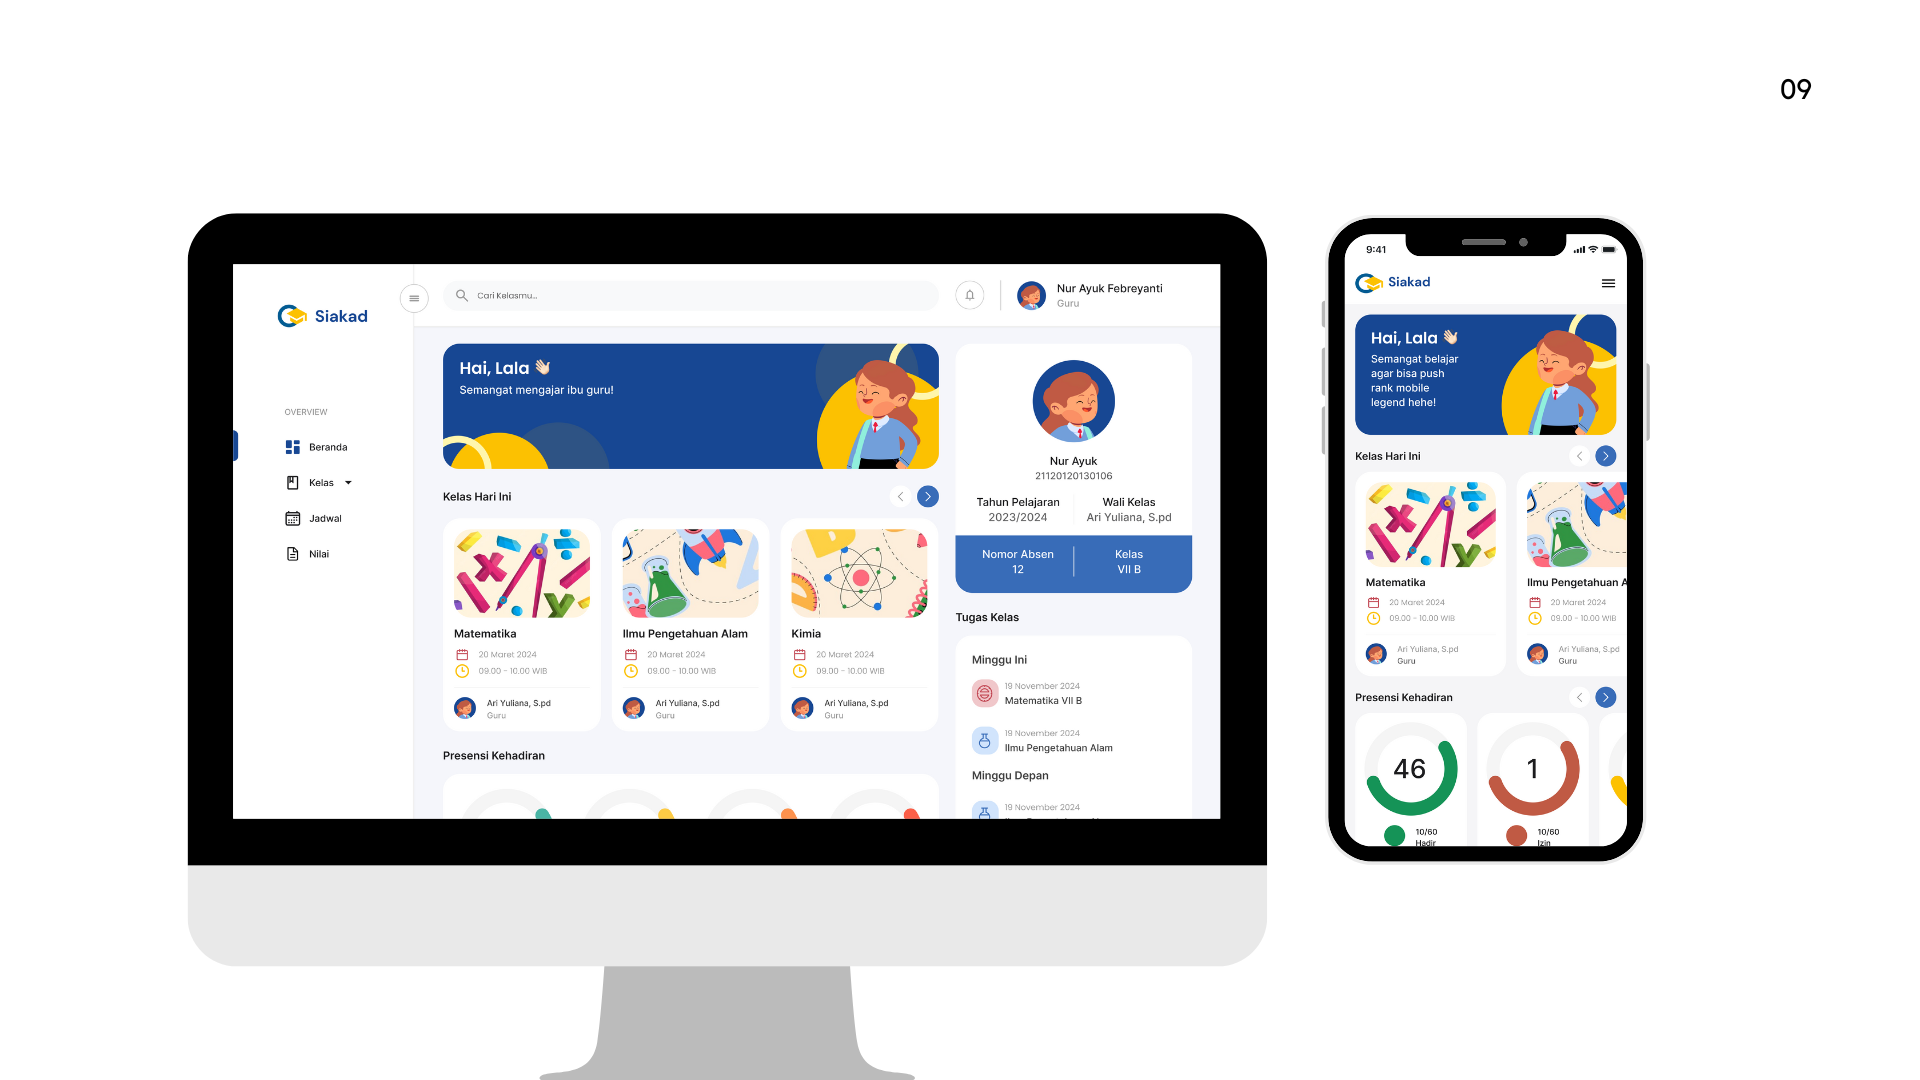 09
Siakad
OVERVIEW
Beranda
Kelas
Jadwal
Nilai
Cari Kelasmu...
Nur Ayuk Febreyanti
Guru
Hai, Lala 👋🏻
Semangat mengajar ibu guru!
Kelas Hari Ini
Matematika
20 Maret 2024
09.00 - 10.00 WIB
Ari Yuliana, S.pd
Guru
Ilmu Pengetahuan Alam
20 Maret 2024
09.00 - 10.00 WIB
Ari Yuliana, S.pd
Guru
Kimia
20 Maret 2024
09.00 - 10.00 WIB
Ari Yuliana, S.pd
Guru
Presensi Kehadiran
Nur Ayuk
21120120130106
Tahun Pelajaran
2023/2024
Wali Kelas
Ari Yuliana, S.pd
Nomor Absen
12
Kelas
VII B
Tugas Kelas
Minggu Ini
19 November 2024
Matematika VII B
19 November 2024
Ilmu Pengetahuan Alam
Minggu Depan
19 November 2024
9:41
Siakad
Hai, Lala 👋🏻
Semangat belajar
agar bisa push
rank mobile
legend hehe!
Kelas Hari Ini
Matematika
20 Maret 2024
09.00 - 10.00 WIB
Ari Yuliana, S.pd
Guru
Ilmu Pengetahuan A
20 Maret 2024
09.00 - 10.00 WIB
Ari Yuliana, S.pd
Guru
Presensi Kehadiran
46
10/60
Hadir
1
10/60
Izin